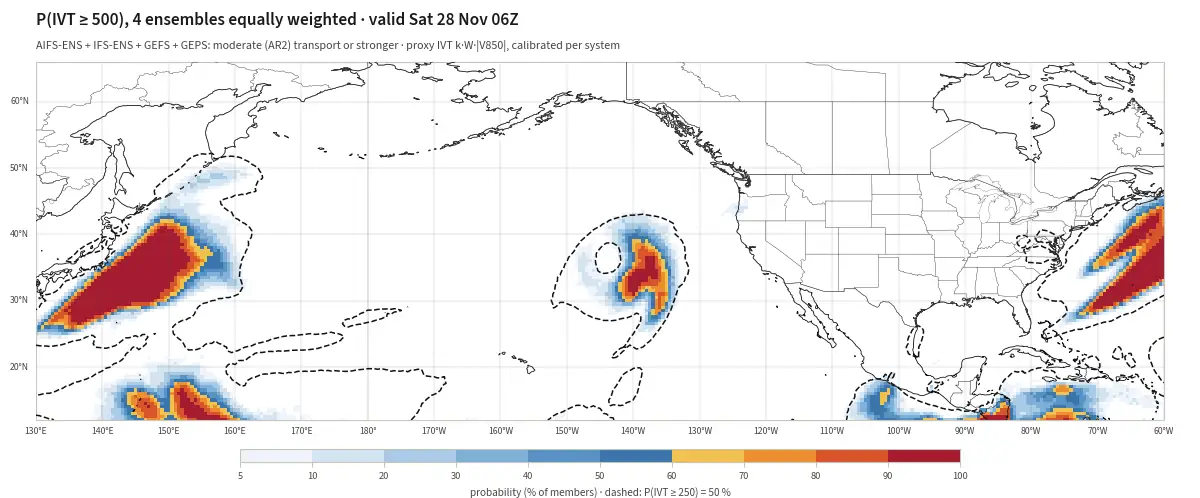 P(IVT ≥ 500), 4 ensembles equally weighted · valid Sat 28 Nov 06Z
AIFS-ENS + IFS-ENS + GEFS + GEPS: moderate (AR2) transport or stronger · proxy IVT k·W·|V850|, calibrated per system
60°N
50°N
40°N
30°N
20°N
130°E 140°E 150°E 160°E 170°E 180° 170°W 160°W 150°W 140°W 130°W 120°W 110°W 100°W 90°W 80°W 70°W 60°W
5 10 20 30 40 50 60 70 80 90 100
probability (% of members) · dashed: P(IVT ≥ 250) = 50 %